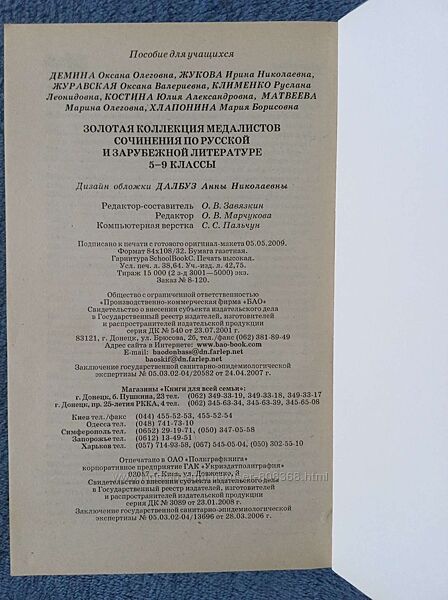 Пособие для учащихся
ДЕМИНА Оксана Олеговна, ЖУКОВА Ирина Николаевна,
ЖУРАВСКАЯ Оксана Валериевна, КЛИМЕНКО Руслана
Леонидовна, КОСТИНА Юлия Александровна, МАТВЕЕВА
Марина Олеговна, ХЛАПОНИНА Мария Борисовна
ЗОЛОТАЯ КОЛЛЕКЦИЯ МЕДАЛИСТОВ
СОЧИНЕНИЯ ПО РУССКОЙ
И ЗАРУБЕЖНОЙ ЛИТЕРАТУРЕ
5–9 КЛАССЫ
Дизайн обложки ДАЛБУЗ Анны Николаевны
Редактор-составитель О. В. Завязкин
Редактор О. В. Марчукова
Компьютерная верстка С. С. Пальчун
Подписано к печати с готового оригинал-макета 05.05.2009.
Формат 84х108/32. Бумага газетная.
Гарнитура SchoolBookC. Печать высокая.
Усл. печ. л. 38,64. Уч.-изд. л. 42,75.
Тираж 15 000 (2 з-д 3001—5000) экз.
Заказ № 8-120.
Общество с ограниченной ответственностью
«Производственно-коммерческая фирма «БАО»
Свидетельство о внесении субъекта издательского дела
в Государственный реестр издателей, изготовителей
и распространителей издательской продукции
серия ДК № 540 от 23.07.2001 г.
83121, г. Донецк, ул. Брюсова, 26, тел./факс (062) 381-89-49
Адрес сайта в Интернете: www.bao-book.com
E-mail: baodonbass@dn.farlep.net
baoskif@dn.farlep.net
Заключение государственной санитарно-эпидемиологической
экспертизы № 05.03.02-04/20582 от 24.04.2007 г.
Магазины «Книги для всей семьи»:
г. Донецк, б. Пушкина, 23 тел. (062) 349-33-19, 349-33-18, 349-33-17
г. Донецк, пр. 25-летия РККА, 4 тел. (062) 345-63-34, 345-63-39, 345-65-08
Киев тел./факс (044) 455-52-53, 455-52-54
Одесса тел. (048) 741-73-10
Симферополь тел. (0652) 29-19-71, (050) 347-05-58
Запорожье тел. (0612) 13-49-51
Харьков тел. (057) 714-93-58, (067) 545-05-04, (050) 302-55-10
Отпечатано в ОАО «Полиграфкнига»
корпоративное предприятие ГАК «Укриздатполиграфия»
03057, г. Киев, ул. Довженко, 3
Свидетельство о внесении субъекта издательского дела
в Государственный реестр издателей, изготовителей
и распространителей издательской продукции
серия ДК № 3089 от 23.01.2008 г.
Заключение государственной санитарно-эпидемиологической
экспертизы № 05.03.02-04/13696 от 28.03.2006 г.